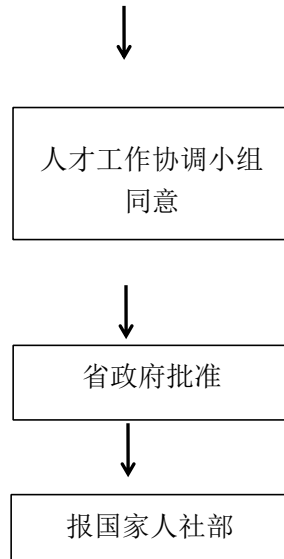 人才工作协调小组
同意
省政府批准
报国家人社部